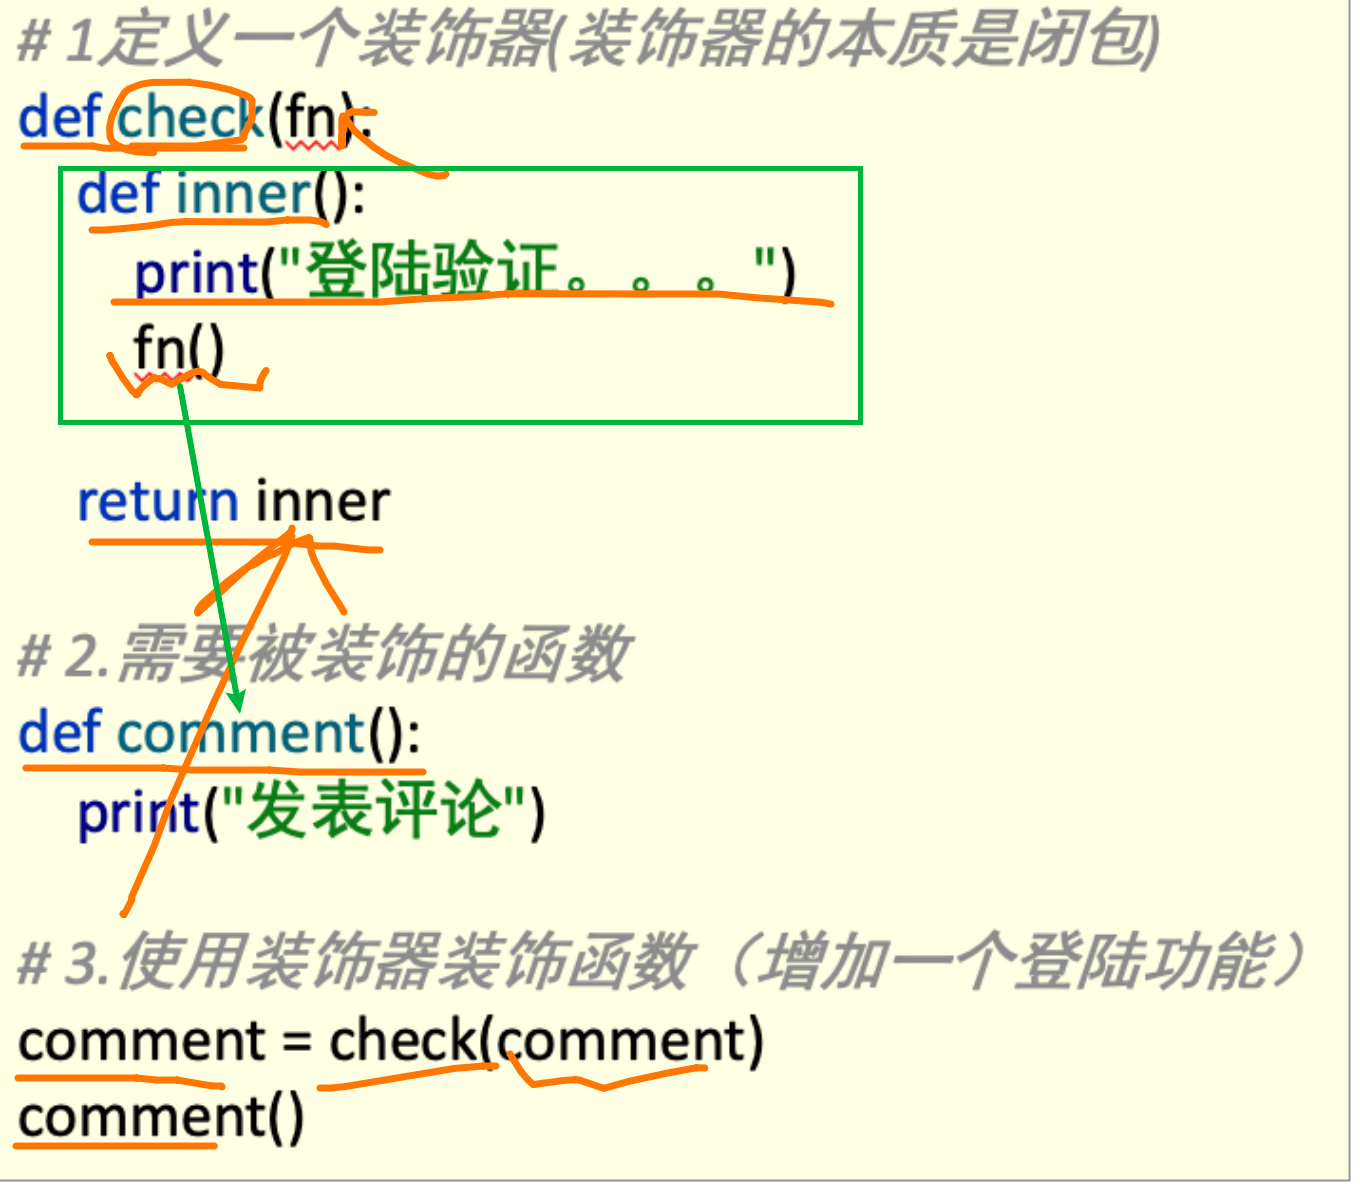 # 1定义一个装饰器(装饰器的本质是闭包)
def check(fn):
def inner():
print("登陆验证。。。")
fn()
return inner
# 2.需要被装饰的函数
def comment():
print("发表评论")
# 3.使用装饰器装饰函数（增加一个登陆功能）
comment = check(comment)
comment()